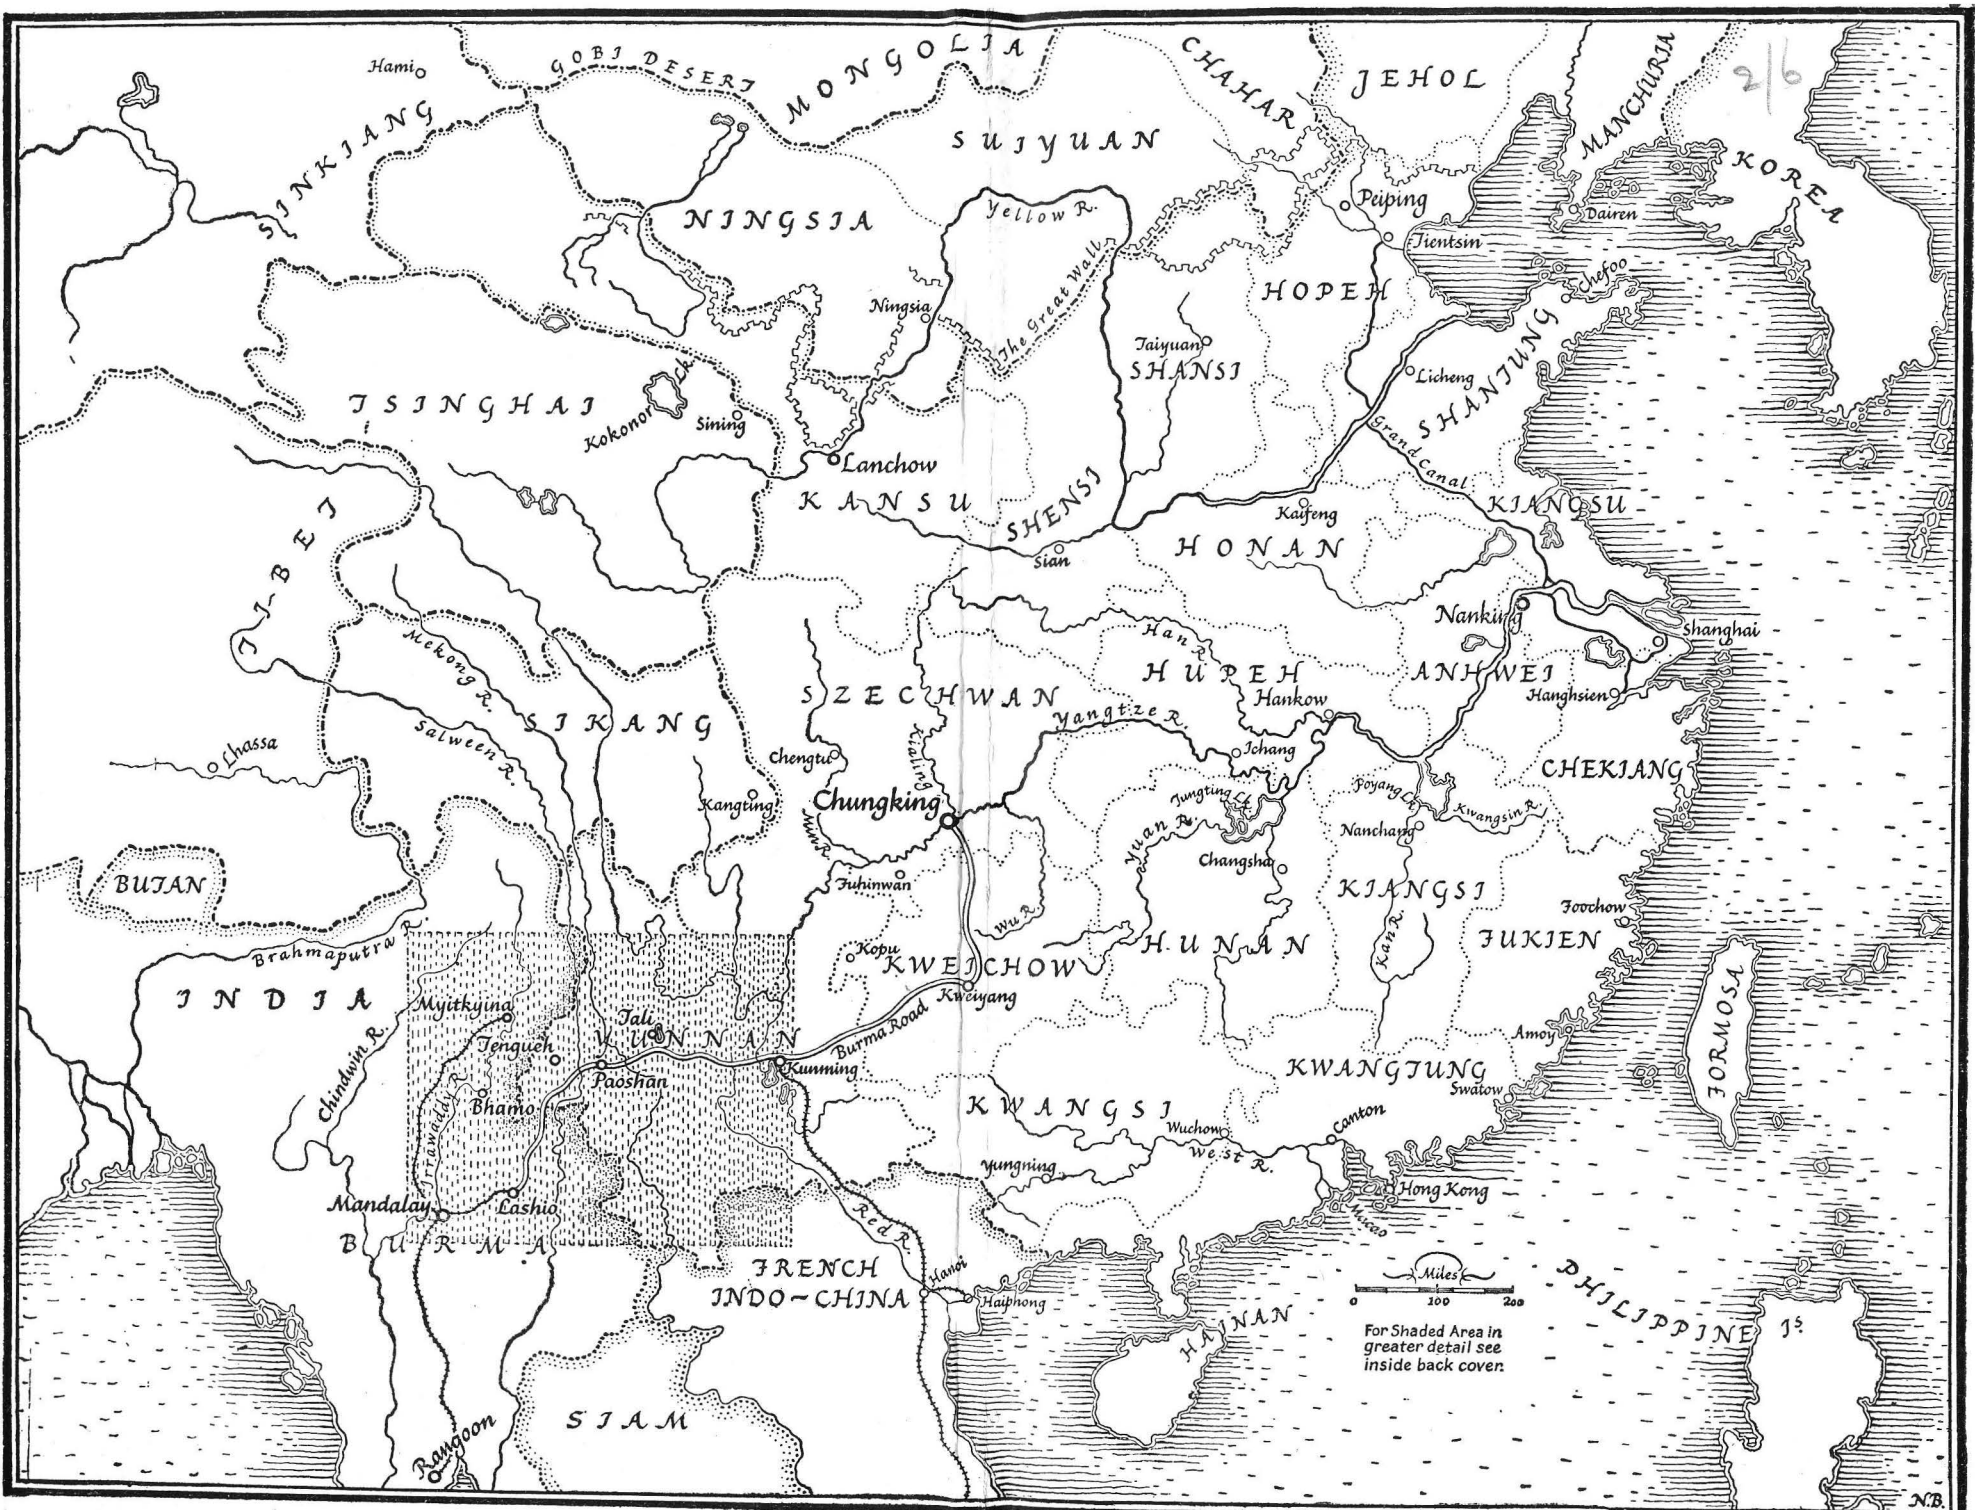 Hami
GOBI DESERT
MONGOLIA
CHAHAR
JEHOL
MANCHURIA
2/6
SINKIANG
SUIYUAN
KOREA
NINGSIA
Yellow R.
Peiping
Dairen
Tientsin
The Great Wall
HOPEH
Chefoo
Ningsia
Taiyuan
SHANSI
Licheng
SHANTUNG
TSINGHAI
Kokonor Lk.
Sining
Lanchow
Grand Canal
KANSU
SHENSI
KIANGSU
Kaifeng
HONAN
Sian
TIBET
Nanking
Shanghai
Mekong R.
Han R.
HUPEH
ANHWEI
SZECHWAN
Hankow
Hanghsien
SIKANG
Yangtze R.
Salween R.
Kialing
Lhassa
Chengtu
Ichang
CHEKIANG
Kangting
Chungking
Tungting Lk.
Poyang Lk.
Kwangsin R.
Min R.
Yuan R.
Nanchang
Changsha
BUTAN
Fuhinwan
KIANGSI
Foochow
Wu R.
Kan R.
Brahmaputra R.
Kopu
HUNAN
FUKIEN
KWEICHOW
INDIA
Kweiyang
Myitkyina
Tali
YUNNAN
Burma Road
FORMOSA
Tengueh
Amoy
Chindwin R.
Kunming
KWANGTUNG
Paoshan
Swatow
Irrawaddy R.
Bhamo
KWANGSI
Wuchow
Canton
West R.
Yungning
Mandalay
Lashio
Hong Kong
Macao
Red R.
BURMA
FRENCH
INDO-CHINA
Hanoi
Haiphong
Miles
0 100 200
PHILIPPINE Is.
HAINAN
For Shaded Area in
greater detail see
inside back cover.
SIAM
Rangoon
N.B.